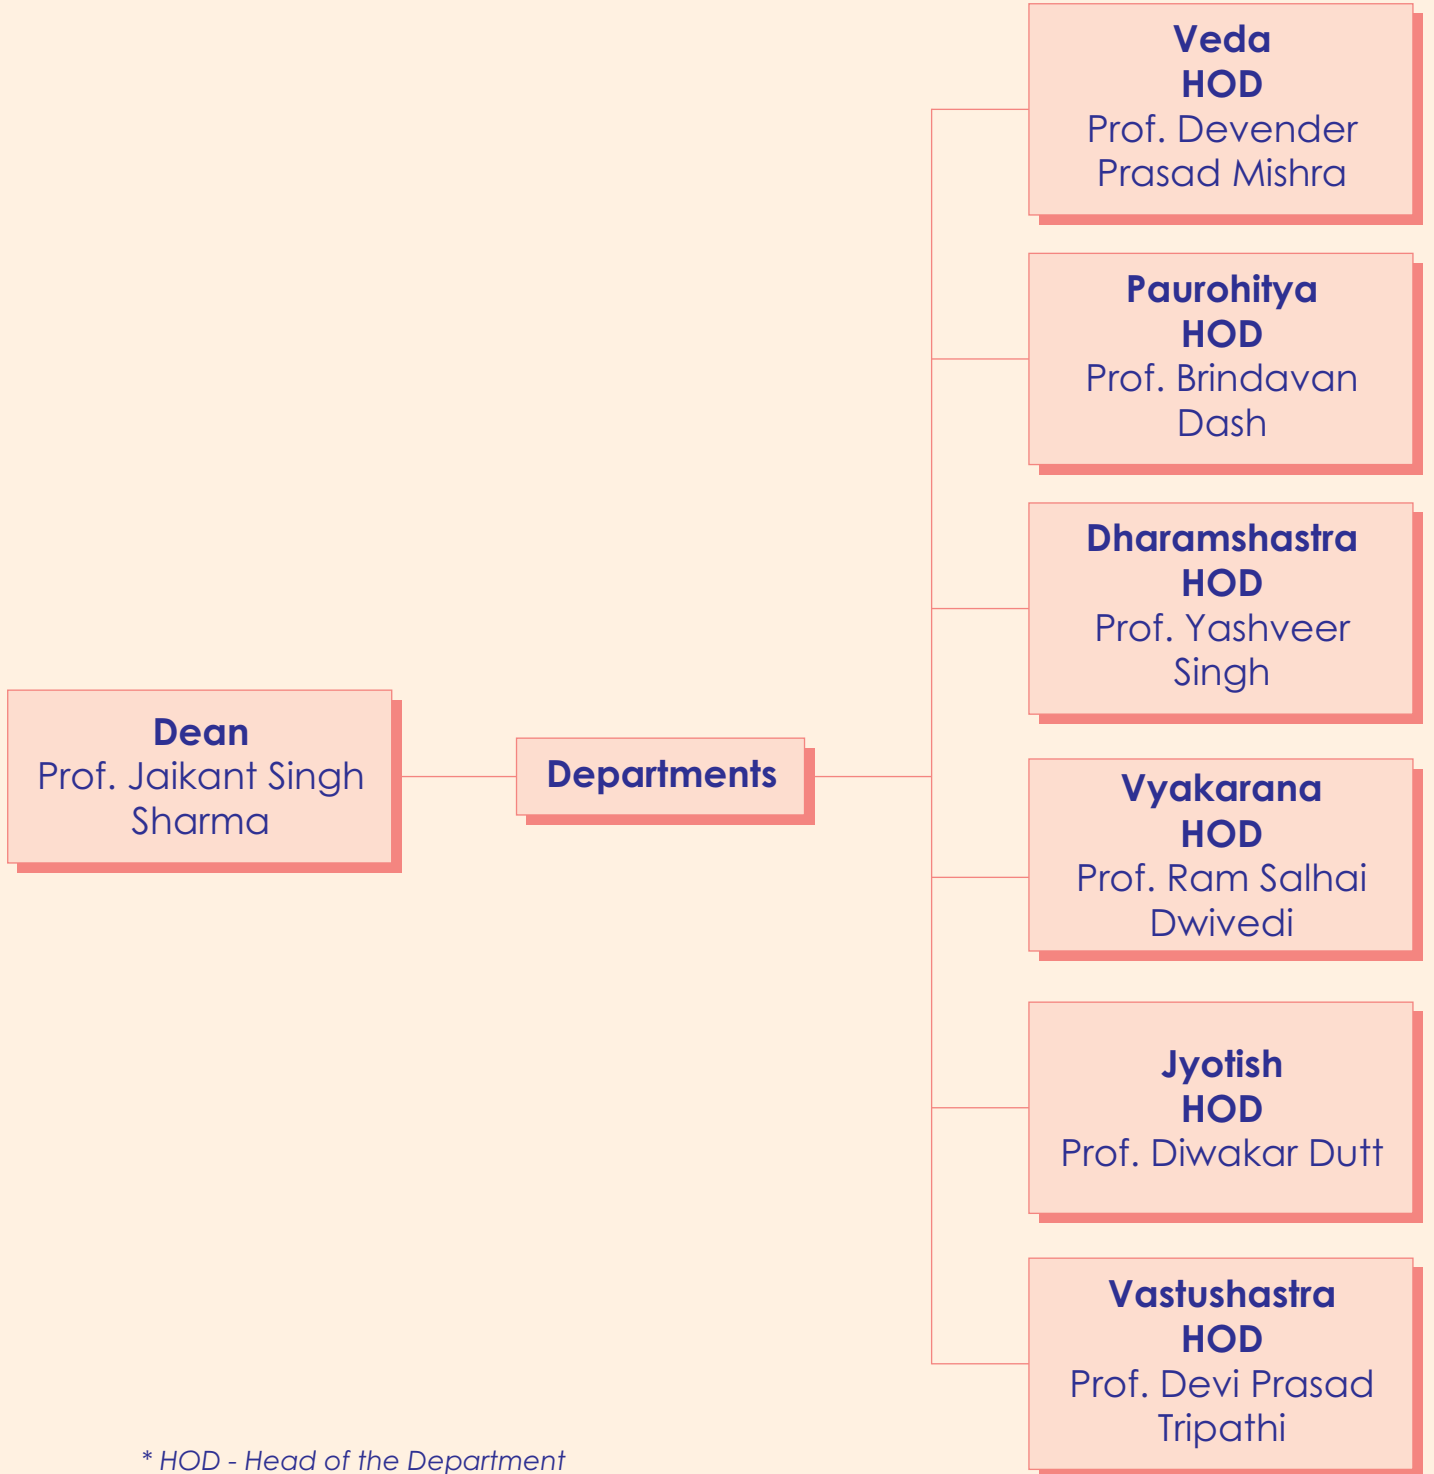 Dean
Prof. Jaikant Singh
Sharma
Departments
Veda
HOD
Prof. Devender
Prasad Mishra
Paurohitya
HOD
Prof. Brindavan
Dash
Dharamshastra
HOD
Prof. Yashveer
Singh
Vyakarana
HOD
Prof. Ram Salhai
Dwivedi
Jyotish
HOD
Prof. Diwakar Dutt
Vastushastra
HOD
Prof. Devi Prasad
Tripathi
* HOD - Head of the Department